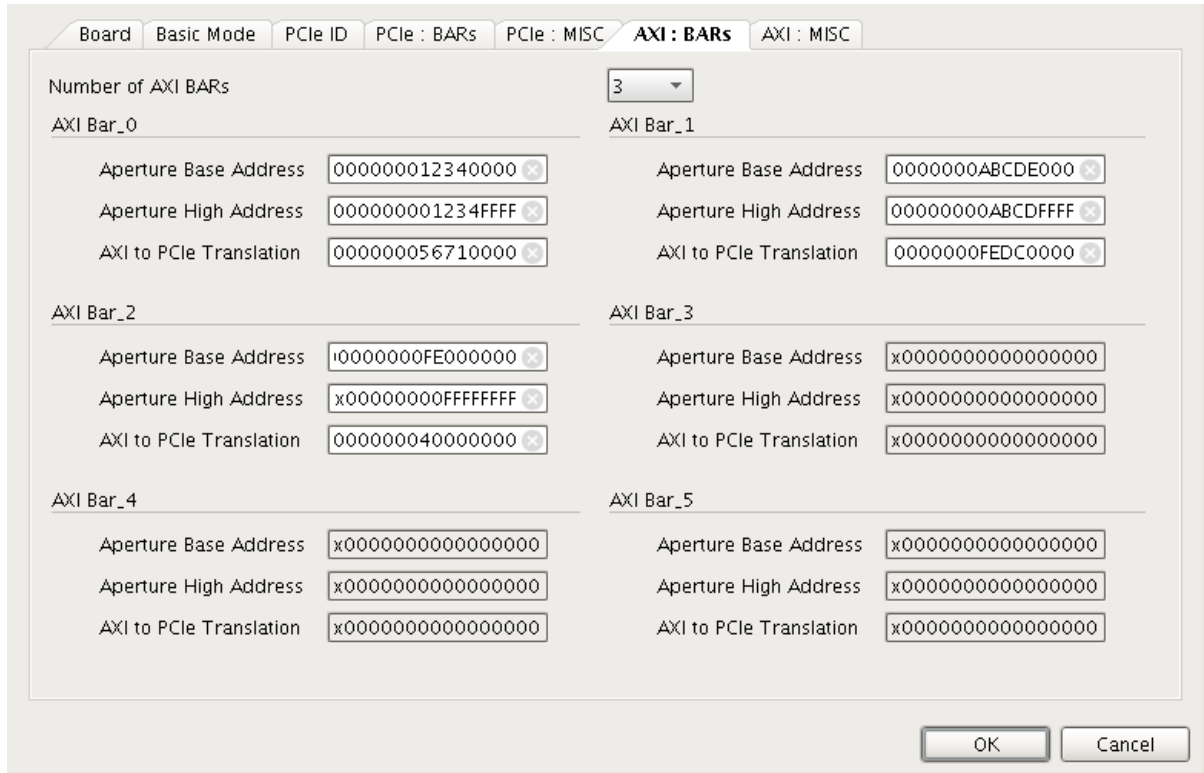 Board Basic Mode PCIe ID PCIe : BARs PCIe : MISC AXI : BARs AXI : MISC
Number of AXI BARs 3
AXI Bar_0 AXI Bar_1
Aperture Base Address 000000012340000 Aperture Base Address 0000000ABCDE000
Aperture High Address 000000001234FFFF Aperture High Address 00000000ABCDFFFF
AXI to PCIe Translation 000000056710000 AXI to PCIe Translation 0000000FEDC0000
AXI Bar_2 AXI Bar_3
Aperture Base Address 00000000FE000000 Aperture Base Address x0000000000000000
Aperture High Address x00000000FFFFFFFF Aperture High Address x0000000000000000
AXI to PCIe Translation 000000040000000 AXI to PCIe Translation x0000000000000000
AXI Bar_4 AXI Bar_5
Aperture Base Address x0000000000000000 Aperture Base Address x0000000000000000
Aperture High Address x0000000000000000 Aperture High Address x0000000000000000
AXI to PCIe Translation x0000000000000000 AXI to PCIe Translation x0000000000000000
OK Cancel